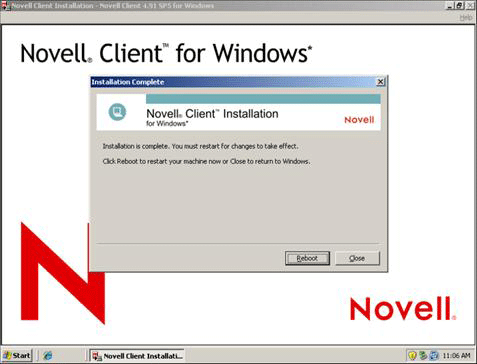 Novell Client Installation - Novell Client 4.91 SP5 for Windows
Help
Novell® Client™ for Windows*
Installation Complete
Novell® Client™ Installation
for Windows*
Novell
Installation is complete. You must restart for changes to take effect.
Click Reboot to restart your machine now or Close to return to Windows.
Reboot
Close
N
Novell®
Start
Novell Client Installati...
11:06 AM